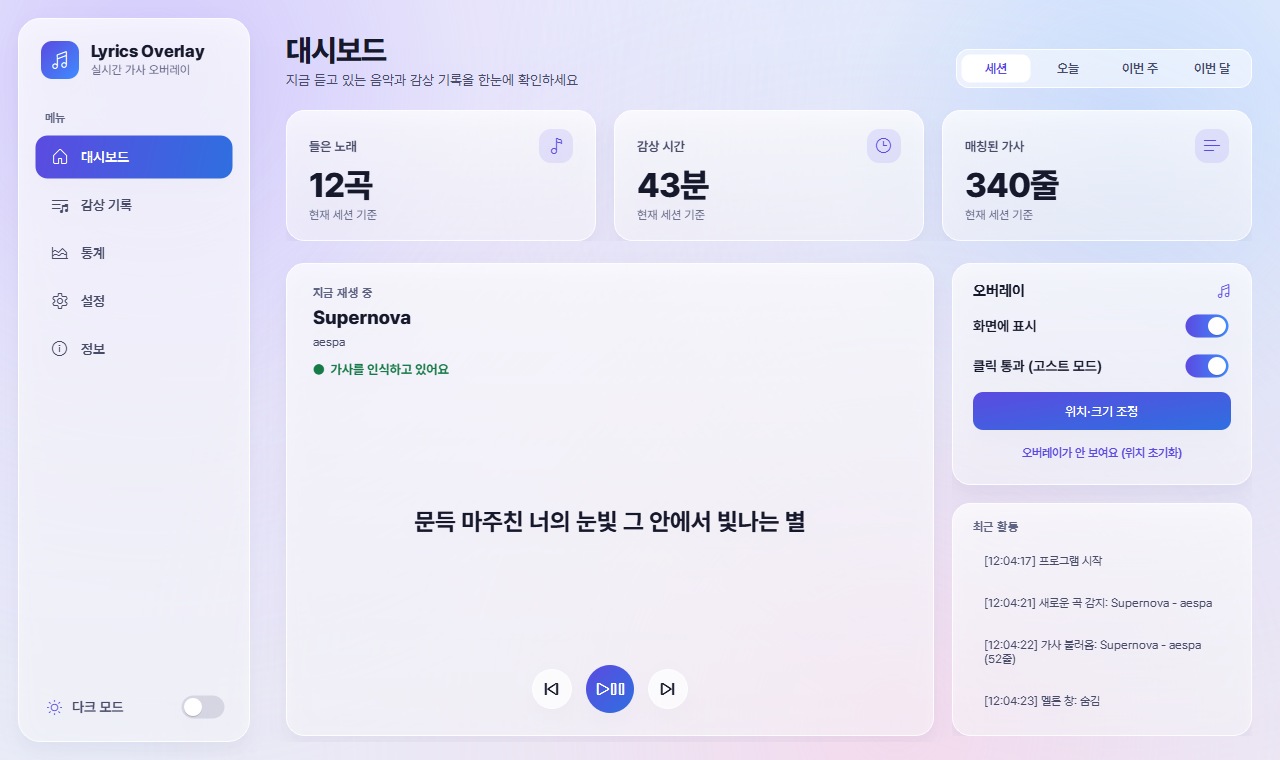 Lyrics Overlay
실시간 가사 오버레이
메뉴
대시보드
감상 기록
통계
설정
정보
다크 모드
대시보드
지금 듣고 있는 음악과 감상 기록을 한눈에 확인하세요
세션
오늘
이번 주
이번 달
들은 노래
12곡
현재 세션 기준
감상 시간
43분
현재 세션 기준
매칭된 가사
340줄
현재 세션 기준
지금 재생 중
Supernova
aespa
가사를 인식하고 있어요
문득 마주친 너의 눈빛 그 안에서 빛나는 별
오버레이
화면에 표시
클릭 통과 (고스트 모드)
위치·크기 조정
오버레이가 안 보여요 (위치 초기화)
최근 활동
[12:04:17] 프로그램 시작
[12:04:21] 새로운 곡 감지: Supernova - aespa
[12:04:22] 가사 불러옴: Supernova - aespa
(52줄)
[12:04:23] 멜론 창: 숨김